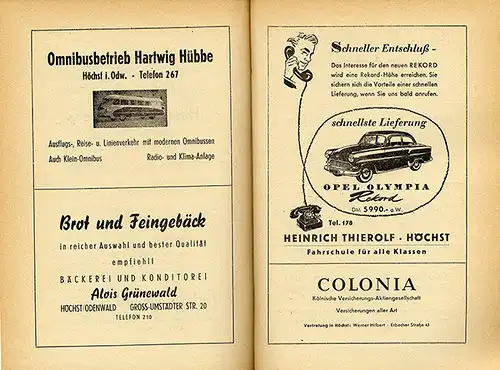 Omnibusbetrieb Hartwig Hübbe
Höchst i. Odw. - Telefon 267
Ausflugs-, Reise- u. Linienverkehr mit modernen Omnibussen
Auch Klein-Omnibus Radio- und Klima-Anlage
Brot und Feingebäck
in reicher Auswahl und bester Qualität
empfiehlt
BÄCKEREI UND KONDITOREI
Alois Grünewald
HÖCHST/ODENWALD GROSS-UMSTÄDTER STR. 20
TELEFON 210
Schneller Entschluß -
Das Interesse für den neuen REKORD
wird eine Rekord-Höhe erreichen. Sie
sichern sich die Vorteile einer schnellen
Lieferung, wenn Sie uns bald anrufen.
schnellste Lieferung
OPEL OLYMPIA
Rekord
DM 5990.- a.W.
Tel. 178
HEINRICH THIEROLF - HÖCHST
Fahrschule für alle Klassen
COLONIA
Kölnische Versicherungs-Aktiengesellschaft
Versicherungen aller Art
Vertretung in Höchst: Werner Hilbert - Erbacher Straße 43